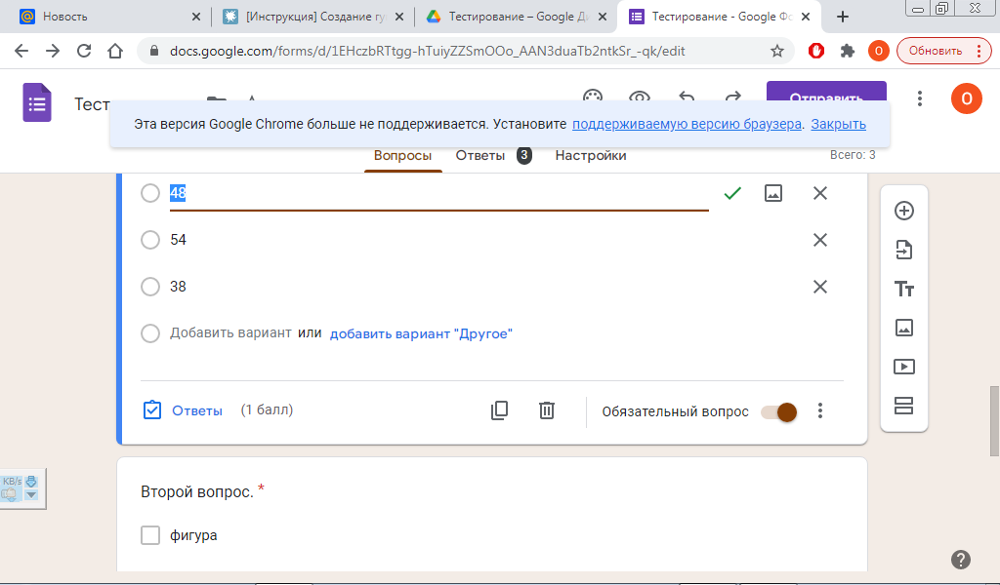 Новость
[Инструкция] Создание гу
Тестирование – Google Ди
Тестирование - Google Фо
docs.google.com/forms/d/1EHczbRTtgg-hTuiyZZSmOOo_AAN3duaTb2ntkSr_-qk/edit
О
Обновить
Тест
Отправить
О
Эта версия Google Chrome больше не поддерживается. Установите поддерживаемую версию браузера. Закрыть
Вопросы
Ответы 3
Настройки
Всего: 3
48
54
38
Добавить вариант или добавить вариант "Другое"
Ответы (1 балл)
Обязательный вопрос
Второй вопрос. *
KB/s
фигура